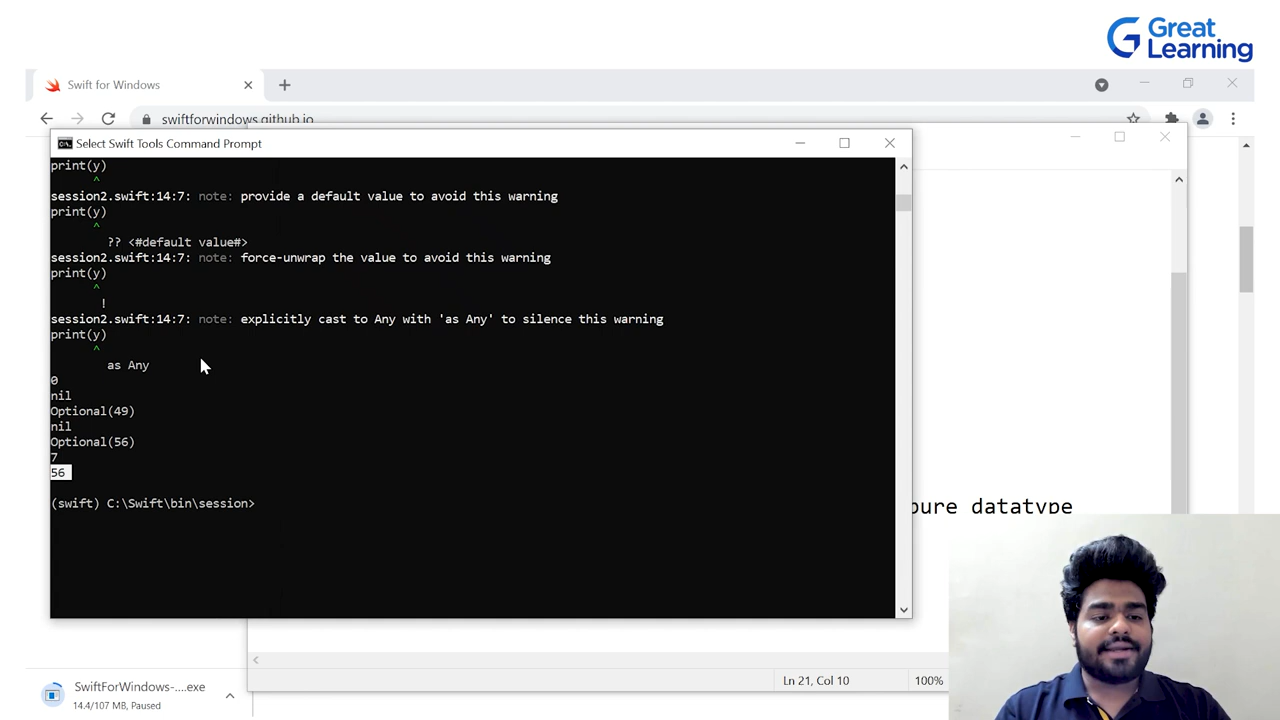 Great
Learning
Swift for Windows
swiftforwindows.github.io
Select Swift Tools Command Prompt
print(y)
^
session2.swift:14:7: note: provide a default value to avoid this warning
print(y)
^
?? <#default value#>
session2.swift:14:7: note: force-unwrap the value to avoid this warning
print(y)
^
!
session2.swift:14:7: note: explicitly cast to Any with 'as Any' to silence this warning
print(y)
^
as Any
0
nil
Optional(49)
nil
Optional(56)
7
56
(swift) C:\Swift\bin\session>
pure datatype
Ln 21, Col 10
100%
SwiftForWindows-....exe
14.4/107 MB, Paused